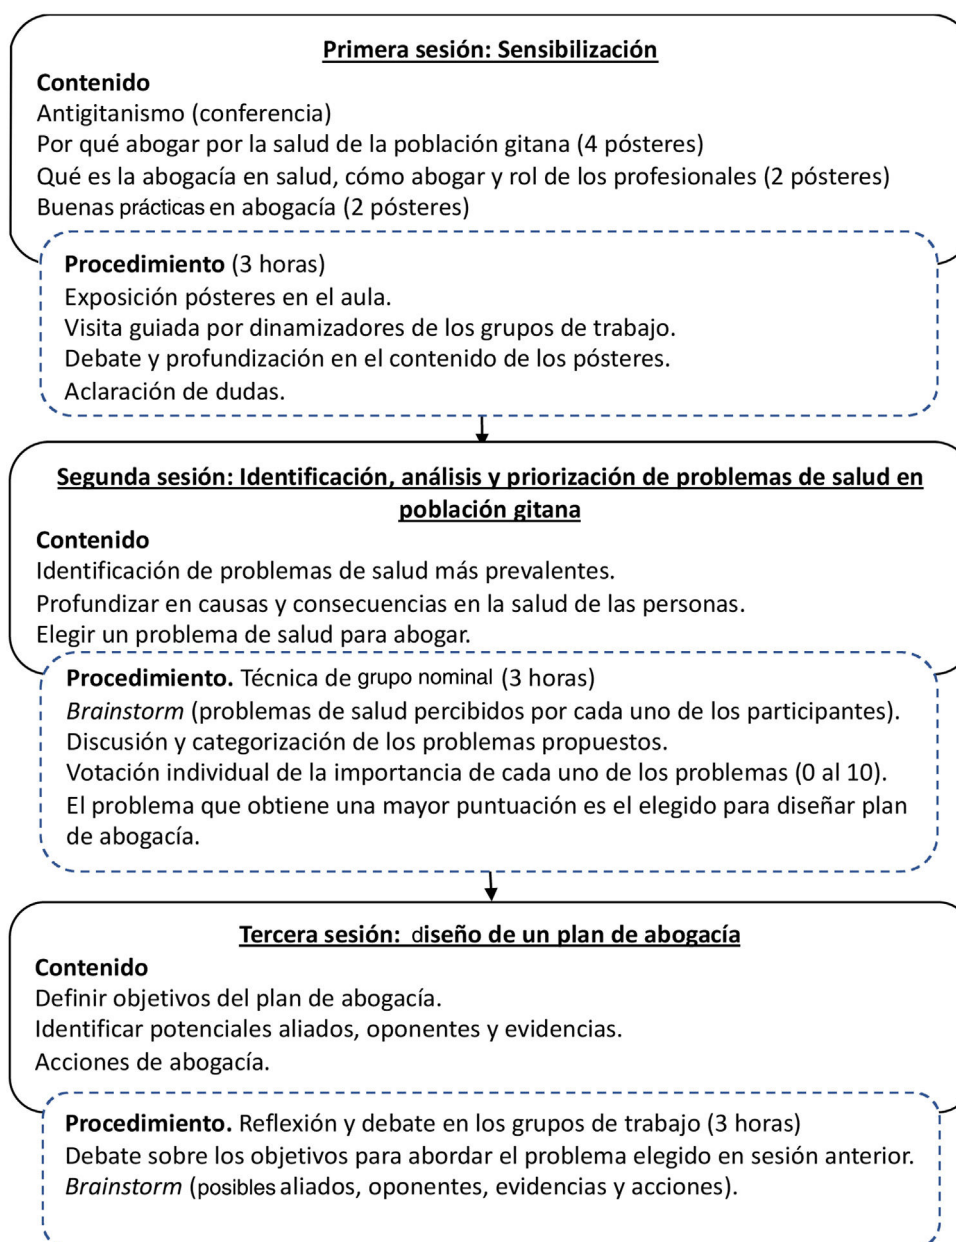 Primera sesión: Sensibilización
Contenido
Antigitanismo (conferencia)
Por qué abogar por la salud de la población gitana (4 pósteres)
Qué es la abogacía en salud, cómo abogar y rol de los profesionales (2 pósteres)
Buenas prácticas en abogacía (2 pósteres)
Procedimiento (3 horas)
Exposición pósteres en el aula.
Visita guiada por dinamizadores de los grupos de trabajo.
Debate y profundización en el contenido de los pósteres.
Aclaración de dudas.
Segunda sesión: Identificación, análisis y priorización de problemas de salud en
población gitana
Contenido
Identificación de problemas de salud más prevalentes.
Profundizar en causas y consecuencias en la salud de las personas.
Elegir un problema de salud para abogar.
Procedimiento. Técnica de grupo nominal (3 horas)
Brainstorm (problemas de salud percibidos por cada uno de los participantes).
Discusión y categorización de los problemas propuestos.
Votación individual de la importancia de cada uno de los problemas (0 al 10).
El problema que obtiene una mayor puntuación es el elegido para diseñar plan
de abogacía.
Tercera sesión: diseño de un plan de abogacía
Contenido
Definir objetivos del plan de abogacía.
Identificar potenciales aliados, oponentes y evidencias.
Acciones de abogacía.
Procedimiento. Reflexión y debate en los grupos de trabajo (3 horas)
Debate sobre los objetivos para abordar el problema elegido en sesión anterior.
Brainstorm (posibles aliados, oponentes, evidencias y acciones).